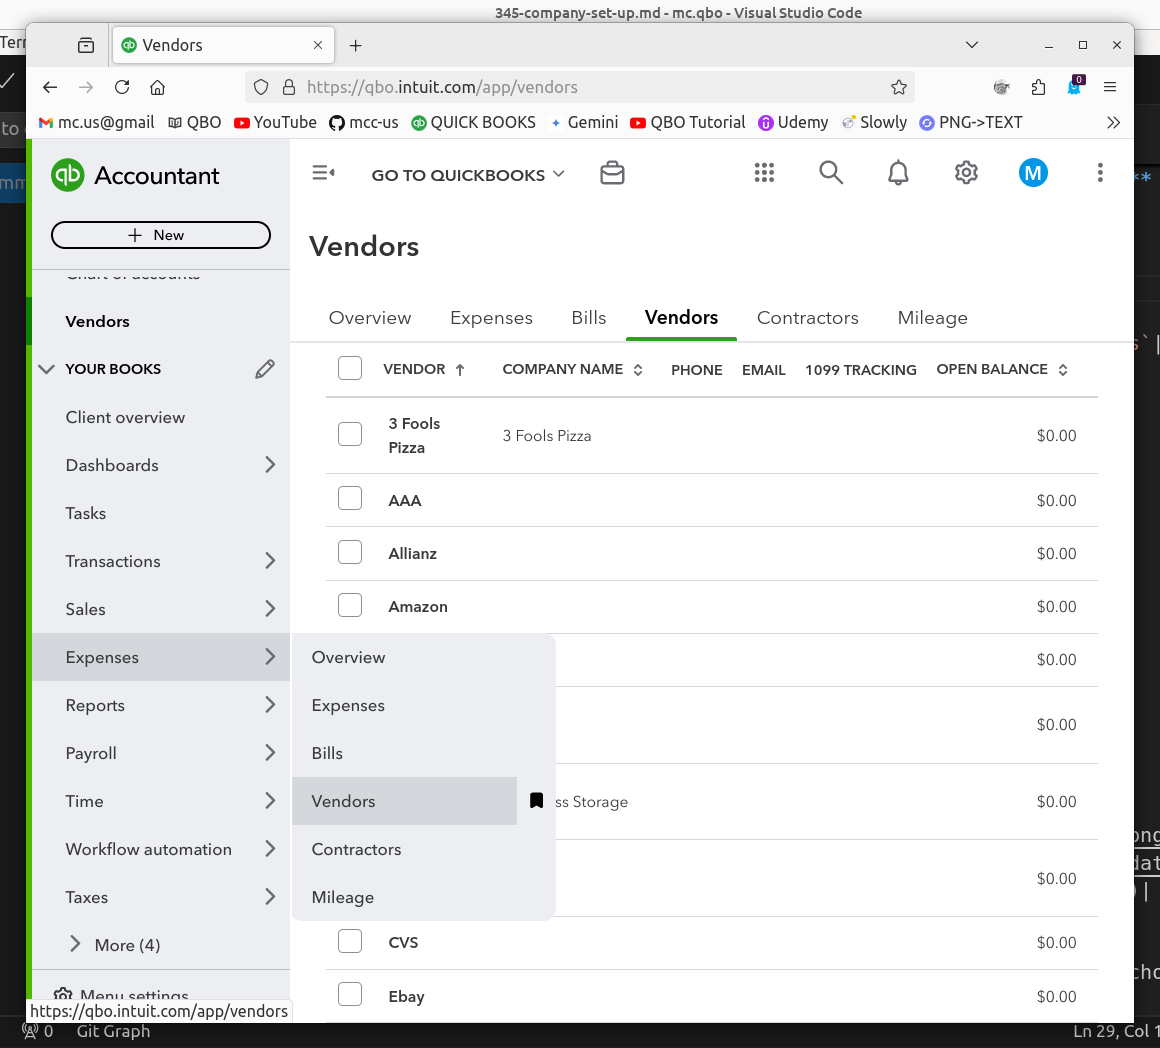 345-company-set-up.md - mc.qbo - Visual Studio Code
Vendors
https://qbo.intuit.com/app/vendors
0
mc.us@gmail QBO YouTube mcc-us QUICK BOOKS Gemini QBO Tutorial Udemy Slowly PNG->TEXT
qb Accountant
GO TO QUICKBOOKS
M
+ New
Vendors
Chart of accounts
Vendors
YOUR BOOKS
Client overview
Dashboards
Tasks
Transactions
Sales
Expenses
Reports
Payroll
Time
Workflow automation
Taxes
More (4)
Menu settings
Overview Expenses Bills Vendors Contractors Mileage
VENDOR COMPANY NAME PHONE EMAIL 1099 TRACKING OPEN BALANCE
3 Fools
Pizza
3 Fools Pizza $0.00
AAA $0.00
Allianz $0.00
Amazon $0.00
$0.00
$0.00
ss Storage $0.00
$0.00
CVS $0.00
Ebay $0.00
Overview
Expenses
Bills
Vendors
Contractors
Mileage
https://qbo.intuit.com/app/vendors
0 Git Graph
Ln 29, Col 1